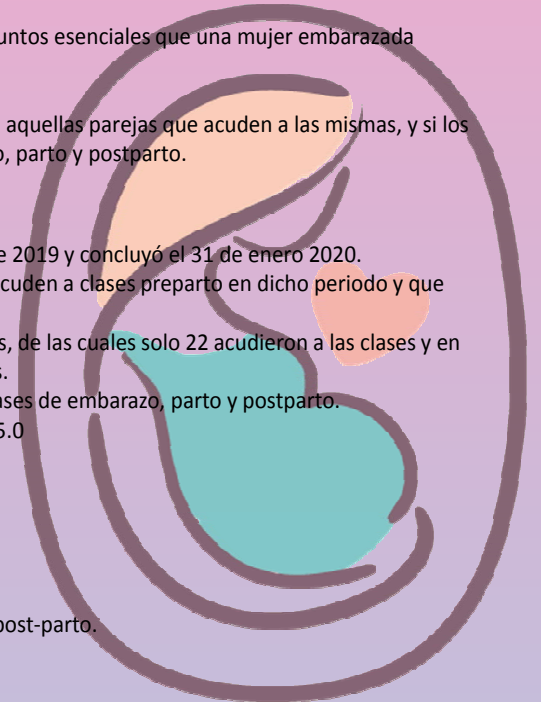 untos esenciales que una mujer embarazada
aquellas parejas que acuden a las mismas, y si los
o, parto y postparto.
e 2019 y concluyó el 31 de enero 2020.
cuden a clases preparto en dicho periodo y que
s, de las cuales solo 22 acudieron a las clases y en
s.
ases de embarazo, parto y postparto.
5.0
post-parto.